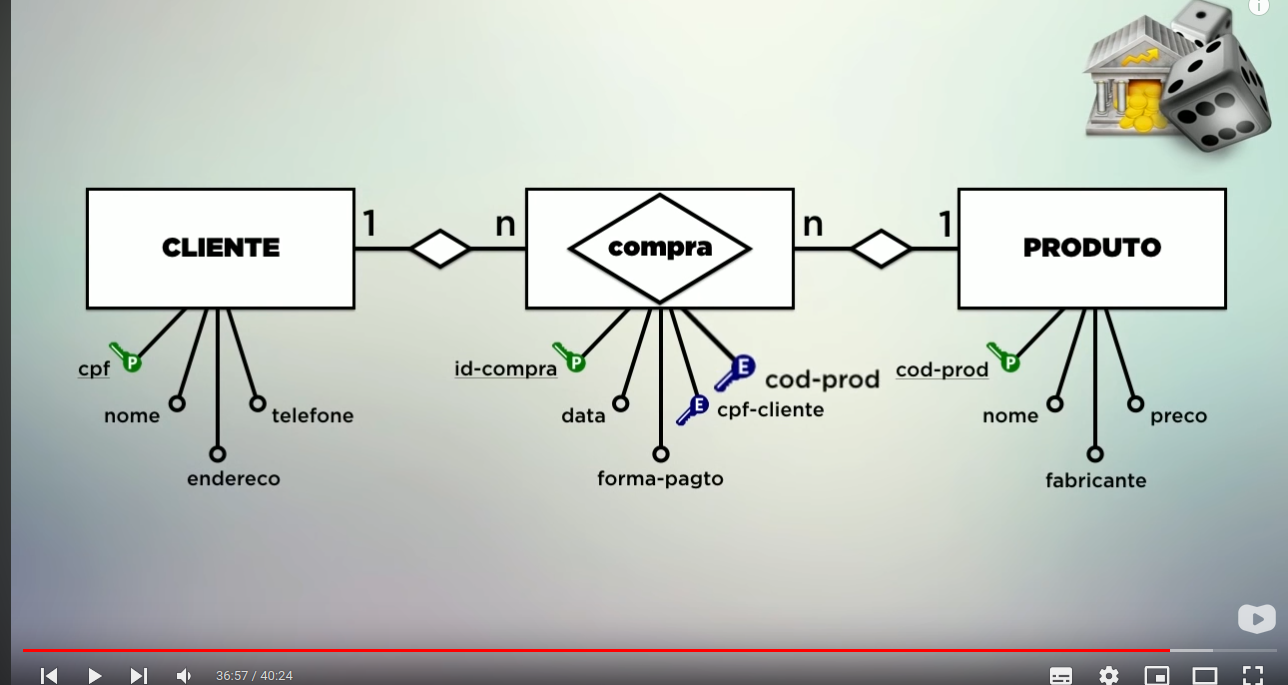 1 n n 1
CLIENTE compra PRODUTO
cpf P id-compra P E cod-prod cod-prod P
nome telefone data E cpf-cliente nome preco
endereco forma-pagto fabricante
36:57 / 40:24
i